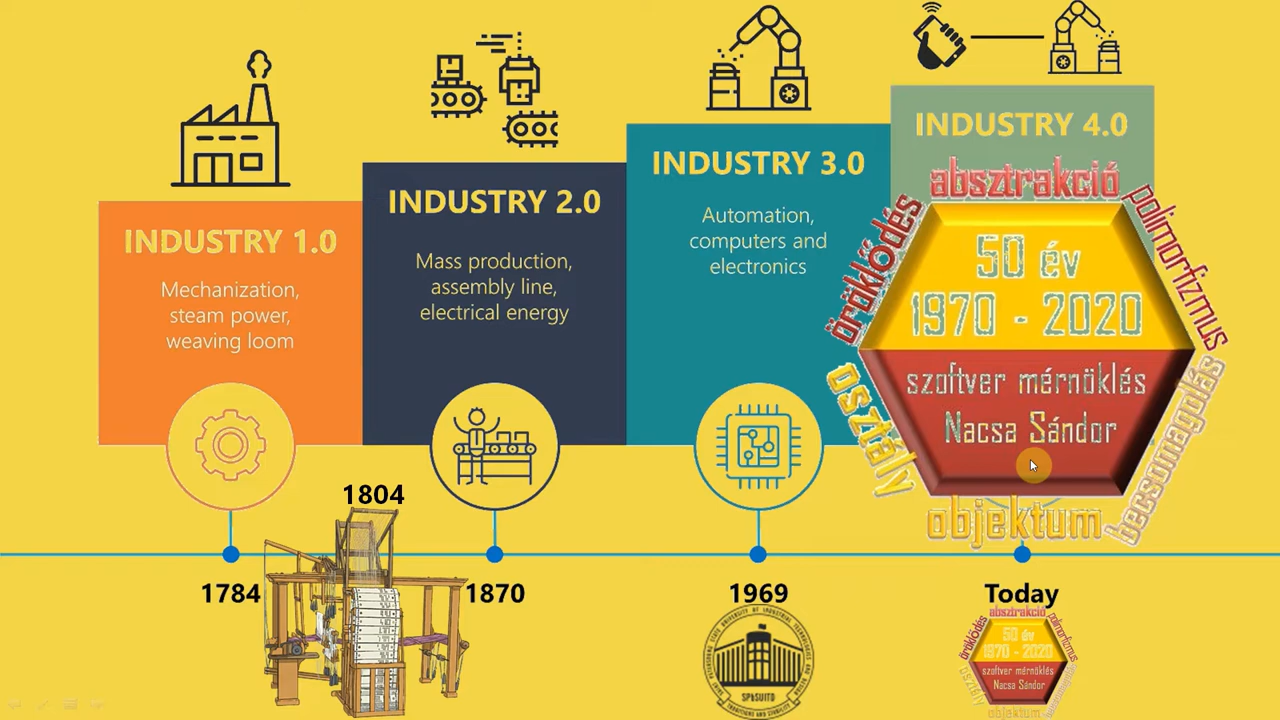 INDUSTRY 1.0
Mechanization,
steam power,
weaving loom
INDUSTRY 2.0
Mass production,
assembly line,
electrical energy
INDUSTRY 3.0
Automation,
computers and
electronics
INDUSTRY 4.0
absztrakció
polimorfizmus
öröklődés
50 év
1970 - 2020
szoftver mérnöklés
Nacsa Sándor
osztály
becsomagolás
objektum
1784
1804
1870
1969
Today
SPbSUITD
absztrakció
polimorfizmus
öröklődés
50 év
1970 - 2020
szoftver mérnöklés
Nacsa Sándor
osztály
objektum